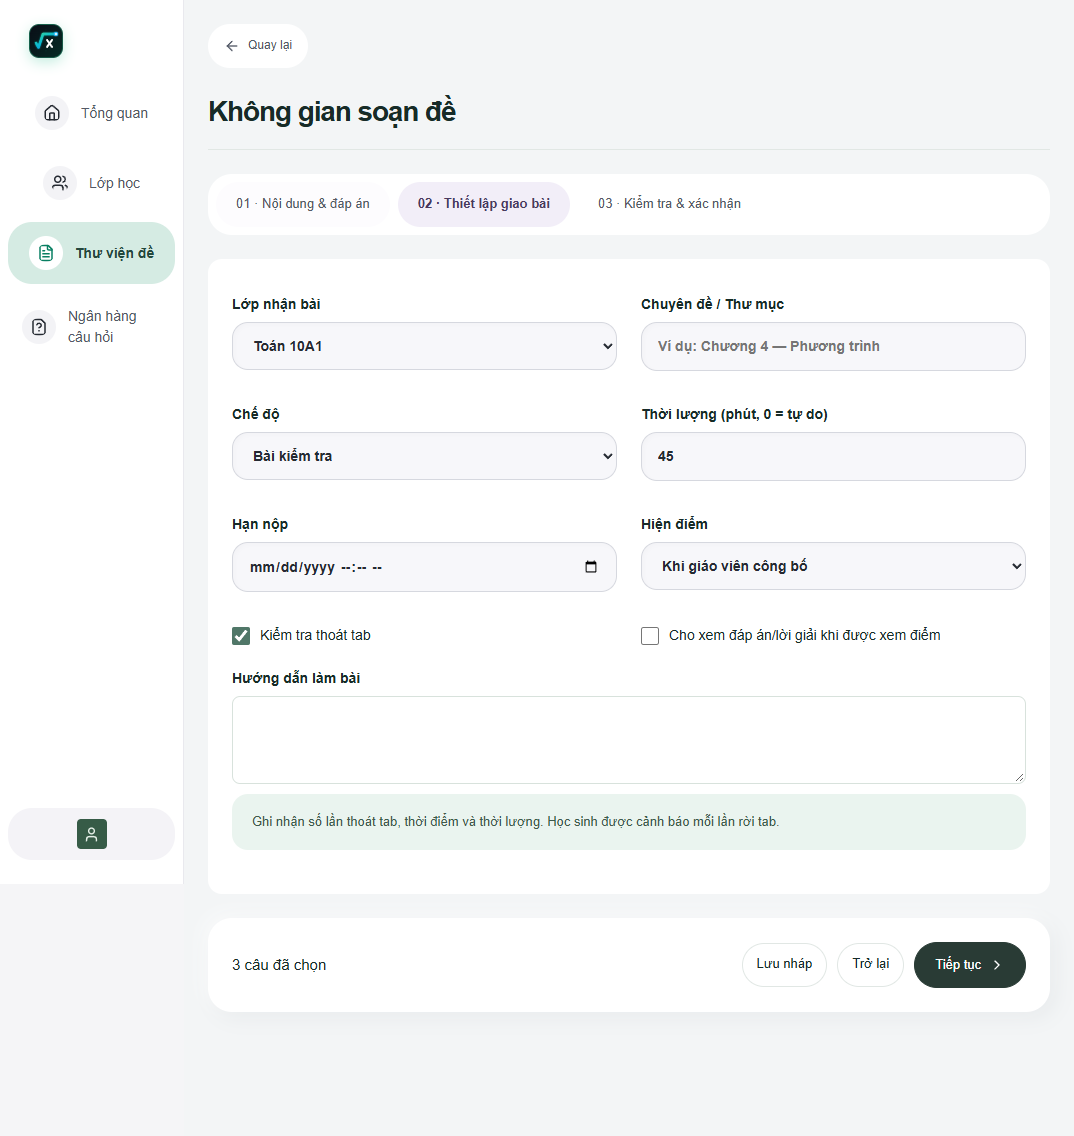 √x
Tổng quan
Lớp học
Thư viện đề
Ngân hàng
câu hỏi
Quay lại
Không gian soạn đề
01 · Nội dung & đáp án
02 · Thiết lập giao bài
03 · Kiểm tra & xác nhận
Lớp nhận bài
Chuyên đề / Thư mục
Toán 10A1
Ví dụ: Chương 4 — Phương trình
Chế độ
Thời lượng (phút, 0 = tự do)
Bài kiểm tra
45
Hạn nộp
Hiện điểm
mm/dd/yyyy --:-- --
Khi giáo viên công bố
Kiểm tra thoát tab
Cho xem đáp án/lời giải khi được xem điểm
Hướng dẫn làm bài
Ghi nhận số lần thoát tab, thời điểm và thời lượng. Học sinh được cảnh báo mỗi lần rời tab.
3 câu đã chọn
Lưu nháp
Trở lại
Tiếp tục